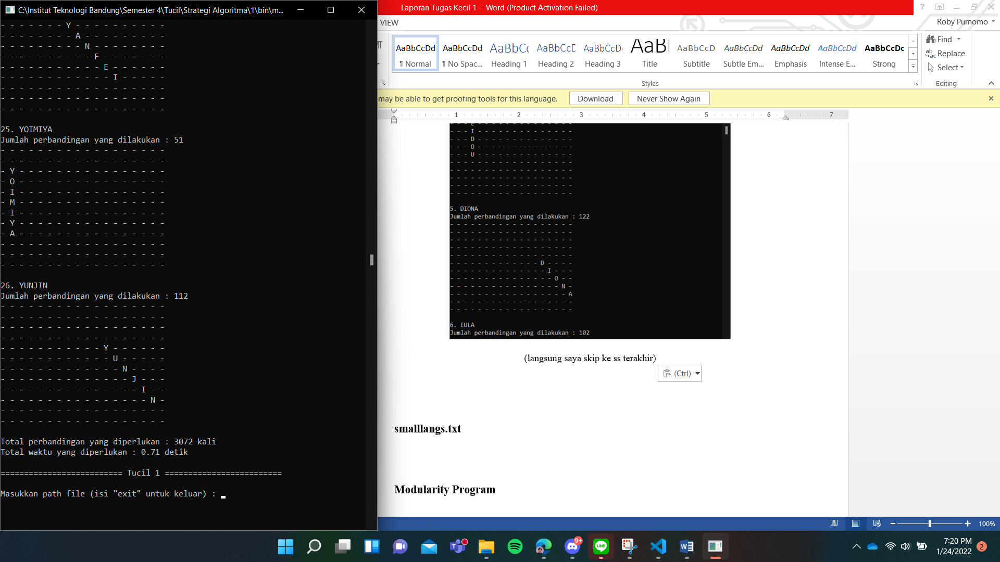 C:\Institut Teknologi Bandung\Semester 4\Tucil\Strategi Algoritma\1\bin\m...
- - - - - - - Y - - - - - - - - - -
- - - - - - - - A - - - - - - - - -
- - - - - - - - - N - - - - - - - -
- - - - - - - - - - F - - - - - - -
- - - - - - - - - - - E - - - - - -
- - - - - - - - - - - - I - - - - -
- - - - - - - - - - - - - - - - - -
- - - - - - - - - - - - - - - - - -
- - - - - - - - - - - - - - - - - -
25. YOIMIYA
Jumlah perbandingan yang dilakukan : 51
- - - - - - - - - - - - - - - - - -
- - - - - - - - - - - - - - - - - -
- Y - - - - - - - - - - - - - - - -
- O - - - - - - - - - - - - - - - -
- I - - - - - - - - - - - - - - - -
- M - - - - - - - - - - - - - - - -
- I - - - - - - - - - - - - - - - -
- Y - - - - - - - - - - - - - - - -
- A - - - - - - - - - - - - - - - -
- - - - - - - - - - - - - - - - - -
- - - - - - - - - - - - - - - - - -
- - - - - - - - - - - - - - - - - -
26. YUNJIN
Jumlah perbandingan yang dilakukan : 112
- - - - - - - - - - - - - - - - - -
- - - - - - - - - - - - - - - - - -
- - - - - - - - - - - - - - - - - -
- - - - - - - - - - - - - - - - - -
- - - - - - - - - - - Y - - - - - -
- - - - - - - - - - - - U - - - - -
- - - - - - - - - - - - - N - - - -
- - - - - - - - - - - - - - J - - -
- - - - - - - - - - - - - - - I - -
- - - - - - - - - - - - - - - - N -
- - - - - - - - - - - - - - - - - -
- - - - - - - - - - - - - - - - - -
Total perbandingan yang diperlukan : 3072 kali
Total waktu yang diperlukan : 0.71 detik
========================== Tucil 1 =========================
Masukkan path file (isi "exit" untuk keluar) : _
Laporan Tugas Kecil 1 - Word (Product Activation Failed)
VIEW
Roby Purnomo
AaBbCcDd AaBbCcDd AaBbCc AaBbCcD AaBbCcD AaB AaBbCcD AaBbCcDd AaBbCcDd AaBbCcDd AaBbCcDd
¶ Normal ¶ No Spac... Heading 1 Heading 2 Heading 3 Title Subtitle Subtle Em... Emphasis Intense E... Strong
Styles
Find
Replace
Select
Editing
may be able to get proofing tools for this language. Download Never Show Again
1 2 3 4 5 6 7
- - - E - - - - - - - - - - - - - -
- - - I - - - - - - - - - - - - - -
- - - D - - - - - - - - - - - - - -
- - - O - - - - - - - - - - - - - -
- - - U - - - - - - - - - - - - - -
- - - - - - - - - - - - - - - - - -
- - - - - - - - - - - - - - - - - -
- - - - - - - - - - - - - - - - - -
- - - - - - - - - - - - - - - - - -
- - - - - - - - - - - - - - - - - -
5. DIONA
Jumlah perbandingan yang dilakukan : 122
- - - - - - - - - - - - - - - - - -
- - - - - - - - - - - - - - - - - -
- - - - - - - - - - - - - - - - - -
- - - - - - - - - - - - - - - - - -
- - - - - - - - - - - - - - - - - -
- - - - - - - - - - - - - D - - - -
- - - - - - - - - - - - - - I - - -
- - - - - - - - - - - - - - - O - -
- - - - - - - - - - - - - - - - N -
- - - - - - - - - - - - - - - - - A
- - - - - - - - - - - - - - - - - -
- - - - - - - - - - - - - - - - - -
6. EULA
Jumlah perbandingan yang dilakukan : 102
(langsung saya skip ke ss terakhir)
(Ctrl)
smalllangs.txt
Modularity Program
100%
9+
7:20 PM
1/24/2022
2